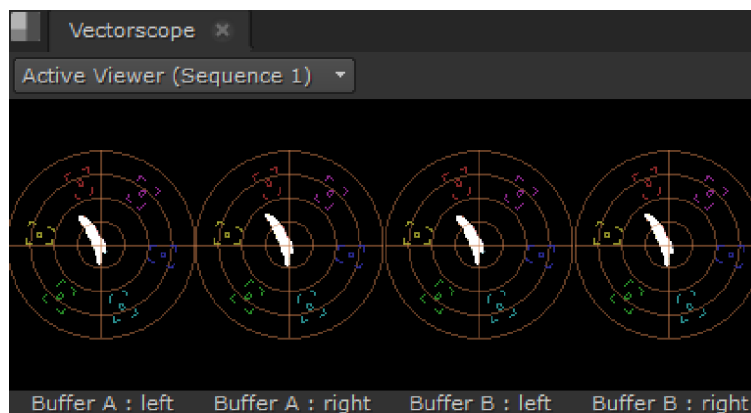 Vectorscope
Active Viewer (Sequence 1)
Buffer A : left Buffer A : right Buffer B : left Buffer B : right